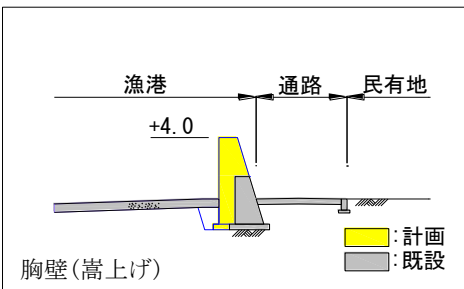 漁港 通路 民有地
+4.0
:計画
:既設
胸壁(嵩上げ)